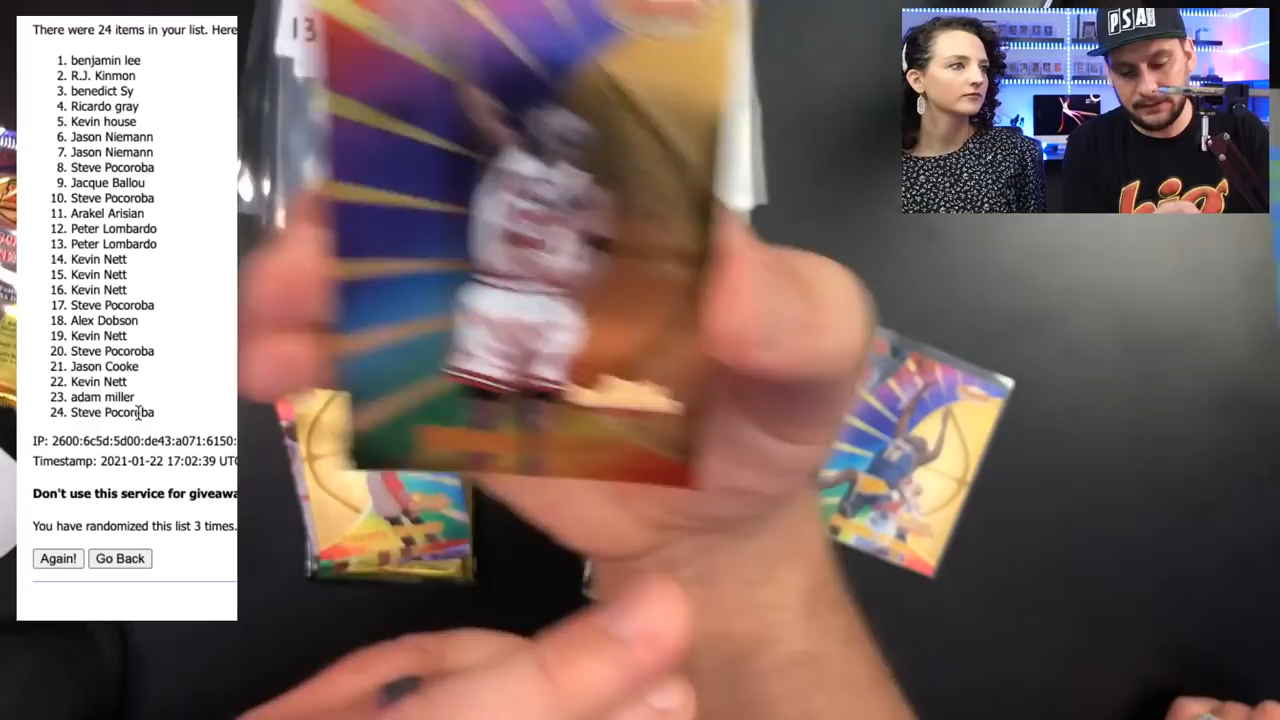 There were 24 items in your list. Here
1. benjamin lee
2. R.J. Kinmon
3. benedict Sy
4. Ricardo gray
5. Kevin house
6. Jason Niemann
7. Jason Niemann
8. Steve Pocoroba
9. Jacque Ballou
10. Steve Pocoroba
11. Arakel Arisian
12. Peter Lombardo
13. Peter Lombardo
14. Kevin Nett
15. Kevin Nett
16. Kevin Nett
17. Steve Pocoroba
18. Alex Dobson
19. Kevin Nett
20. Steve Pocoroba
21. Jason Cooke
22. Kevin Nett
23. adam miller
24. Steve Pocoroba
IP: 2600:6c5d:5d00:de43:a071:6150:
Timestamp: 2021-01-22 17:02:39 UTC
Don't use this service for giveawa
You have randomized this list 3 times.
Again! Go Back
13
PSA